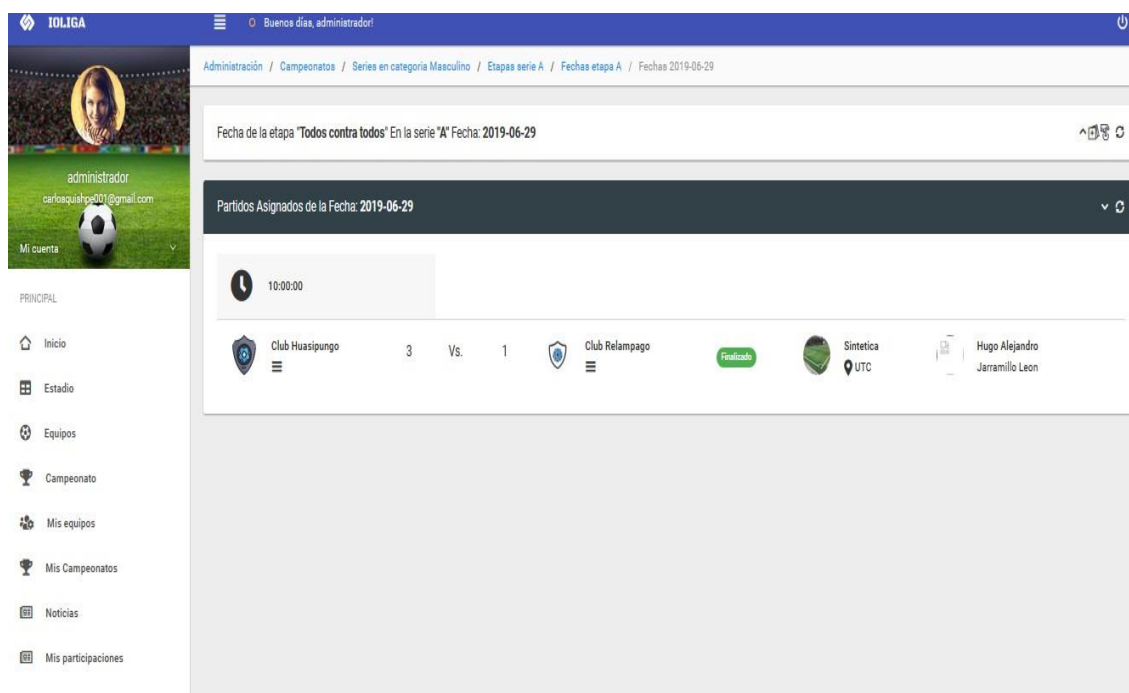 IOLIGA
Buenos días, administrador!
Administración / Campeonatos / Series en categoria Masculino / Etapas serie A / Fechas etapa A / Fechas 2019-06-29
administrador
carlosquishpe001@gmail.com
Mi cuenta
PRINCIPAL
Inicio
Estadio
Equipos
Campeonato
Mis equipos
Mis Campeonatos
Noticias
Mis participaciones
Fecha de la etapa "Todos contra todos" En la serie "A" Fecha: 2019-06-29
Partidos Asignados de la Fecha: 2019-06-29
10:00:00
Club Huasipungo 3 Vs. 1 Club Relampago Finalizado Sintetica Hugo Alejandro
UTC Jarramillo Leon